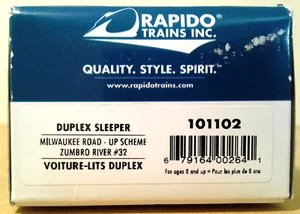 RAPIDO
TRAINS INC.
QUALITY. STYLE. SPIRIT.™
www.rapidotrains.com
DUPLEX SLEEPER
MILWAUKEE ROAD - UP SCHEME
ZUMBRO RIVER #32
VOITURE-LITS DUPLEX
101102
6 79164 00264 1
For ages 8 and up • Pour les plus de 8 ans